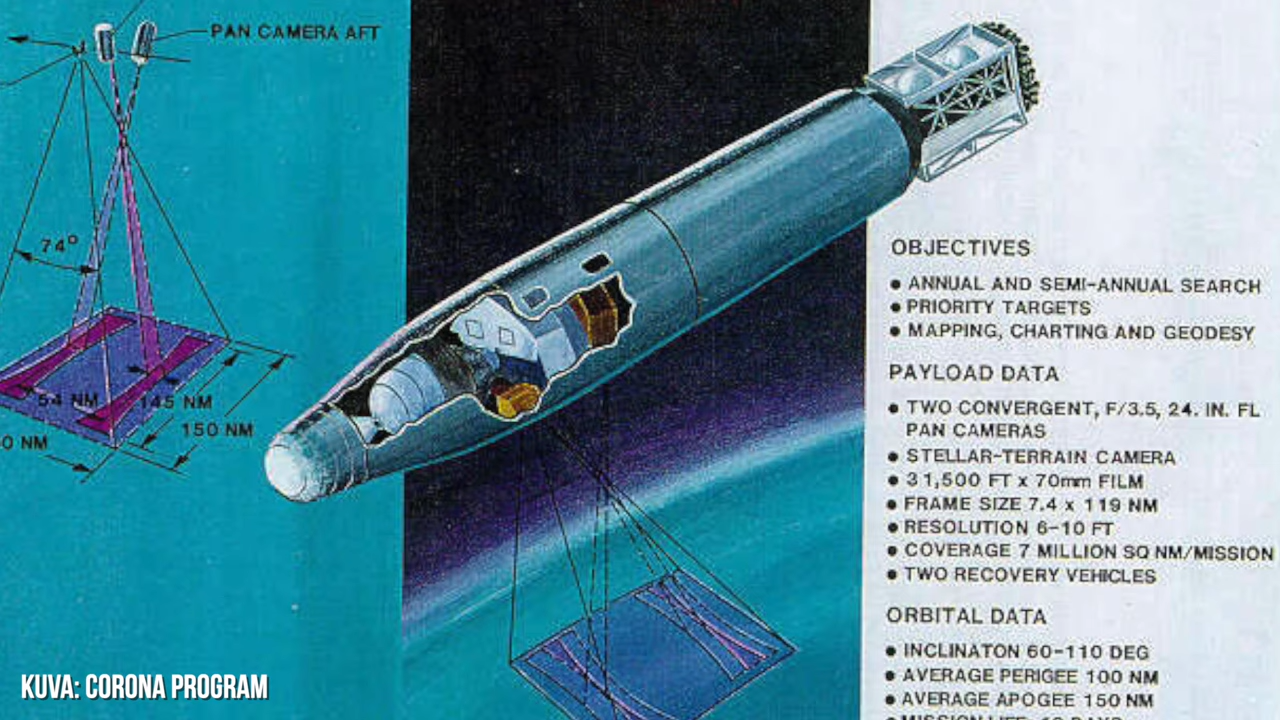 PAN CAMERA AFT
74°
54 NM
145 NM
150 NM
0 NM
OBJECTIVES
● ANNUAL AND SEMI-ANNUAL SEARCH
● PRIORITY TARGETS
● MAPPING, CHARTING AND GEODESY
PAYLOAD DATA
● TWO CONVERGENT, F/3.5, 24. IN. FL
PAN CAMERAS
● STELLAR-TERRAIN CAMERA
● 31,500 FT x 70mm FILM
● FRAME SIZE 7.4 x 119 NM
● RESOLUTION 6-10 FT
● COVERAGE 7 MILLION SQ NM/MISSION
● TWO RECOVERY VEHICLES
ORBITAL DATA
● INCLINATON 60-110 DEG
● AVERAGE PERIGEE 100 NM
● AVERAGE APOGEE 150 NM
KUVA: CORONA PROGRAM